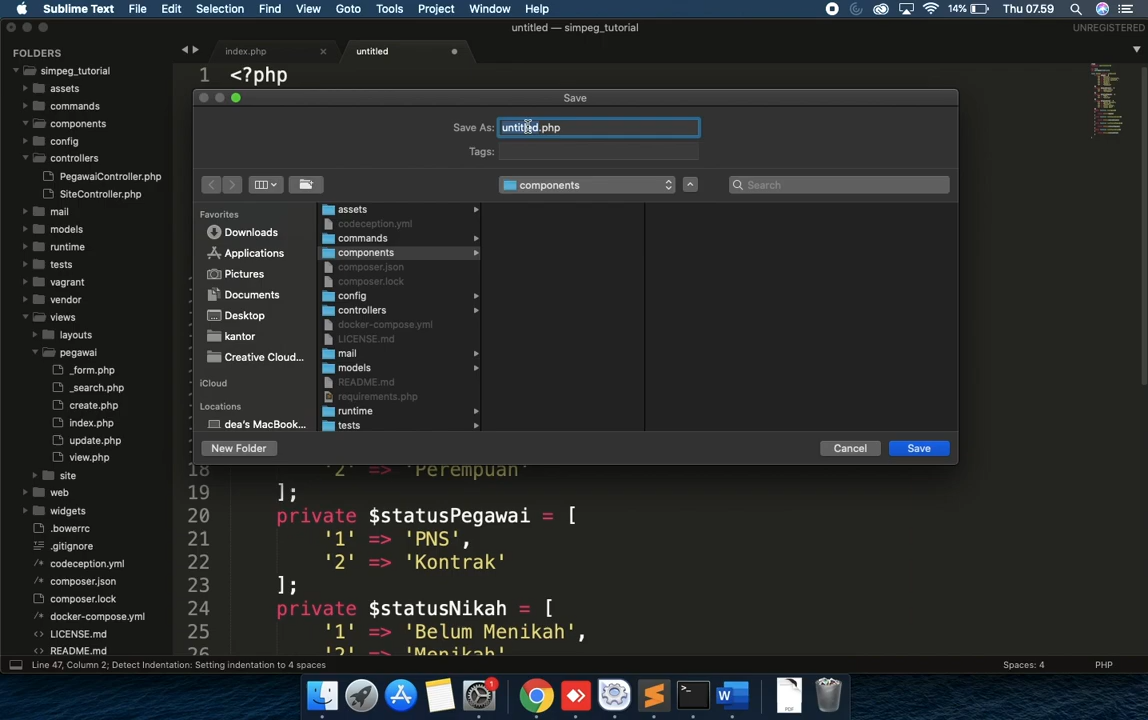 Sublime Text File Edit Selection Find View Goto Tools Project Window Help 14% Thu 07.59
untitled — simpeg_tutorial UNREGISTERED
FOLDERS
simpeg_tutorial
assets
commands
components
config
controllers
PegawaiController.php
SiteController.php
mail
models
runtime
tests
vagrant
vendor
views
layouts
pegawai
_form.php
_search.php
create.php
index.php
update.php
view.php
site
web
widgets
.bowerrc
.gitignore
/* codeception.yml
composer.json
composer.lock
/* docker-compose.yml
<> LICENSE.md
<> README.md
index.php × untitled
1 <?php
Save
Save As: untitled.php
Tags:
components
Search
Favorites
Downloads
Applications
Pictures
Documents
Desktop
kantor
Creative Cloud...
iCloud
Locations
dea's MacBook...
assets
codeception.yml
commands
components
composer.json
composer.lock
config
controllers
docker-compose.yml
LICENSE.md
mail
models
README.md
requirements.php
runtime
tests
New Folder Cancel Save
18 '2' => 'Perempuan'
19 ];
20 private $statusPegawai = [
21 '1' => 'PNS',
22 '2' => 'Kontrak'
23 ];
24 private $statusNikah = [
25 '1' => 'Belum Menikah',
26 '2' => 'Menikah'
Line 47, Column 2; Detect Indentation: Setting indentation to 4 spaces Spaces: 4 PHP
1
PDF